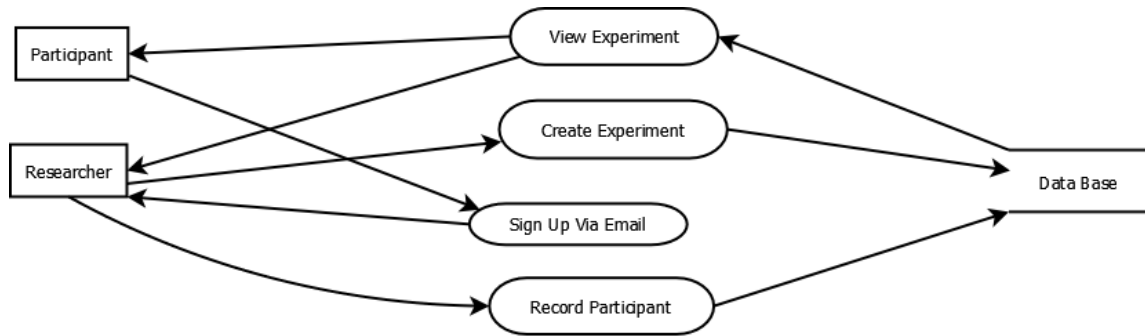 View Experiment
Participant
Create Experiment
Researcher
Data Base
Sign Up Via Email
Record Participant